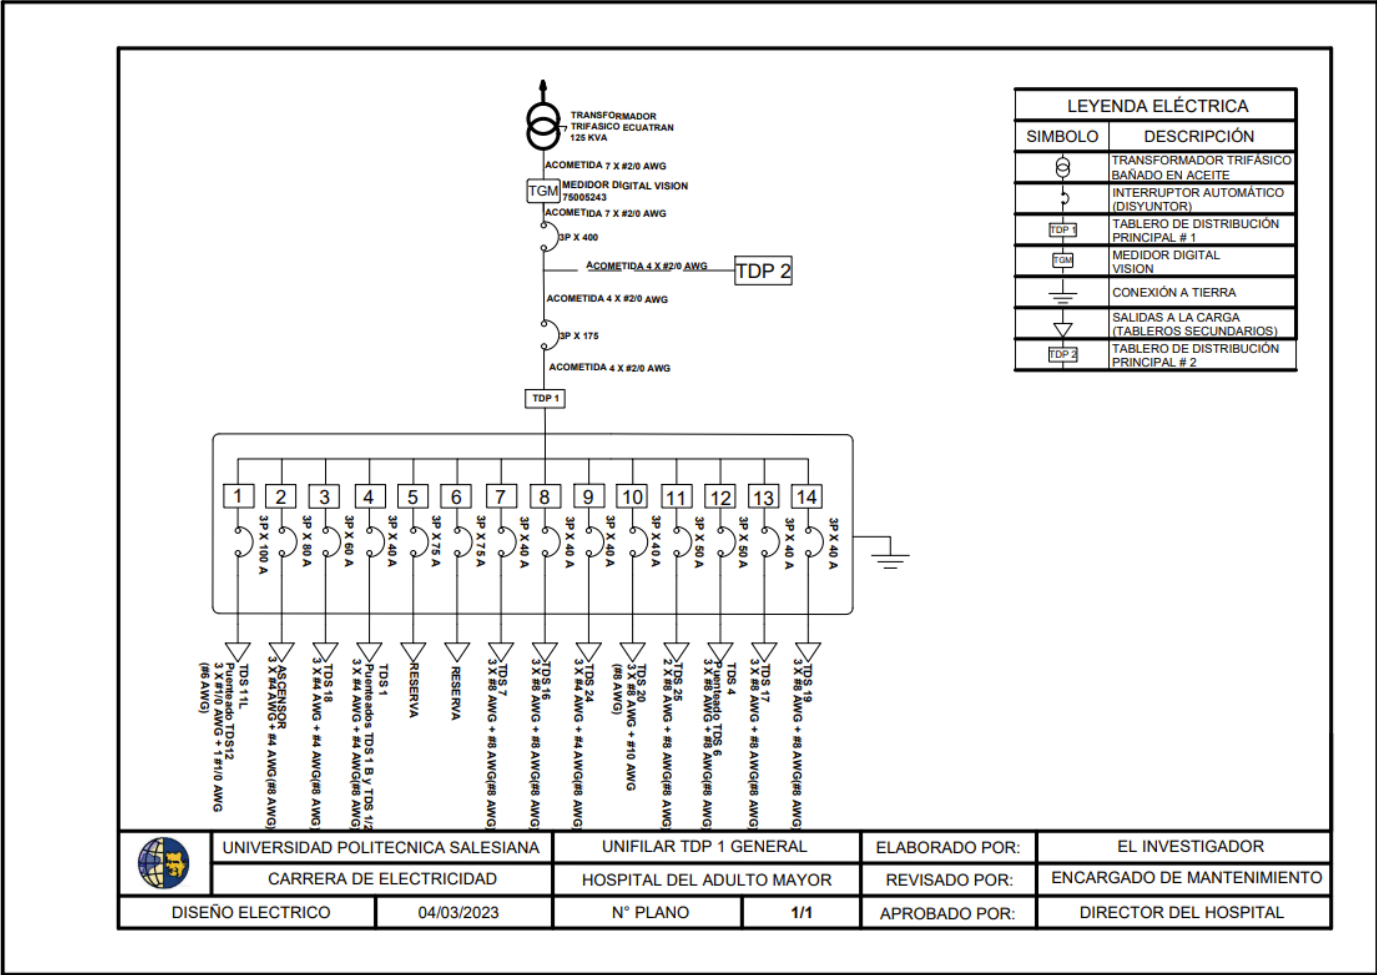 TRANSFORMADOR
TRIFASICO ECUATRAN
125 KVA
ACOMETIDA 7 X #2/0 AWG
TGM
MEDIDOR DIGITAL VISION
75005243
ACOMETIDA 7 X #2/0 AWG
3P X 400
ACOMETIDA 4 X #2/0 AWG
TDP 2
ACOMETIDA 4 X #2/0 AWG
3P X 175
ACOMETIDA 4 X #2/0 AWG
TDP 1
LEYENDA ELÉCTRICA
SIMBOLO
DESCRIPCIÓN
TRANSFORMADOR TRIFÁSICO
BAÑADO EN ACEITE
INTERRUPTOR AUTOMÁTICO
(DISYUNTOR)
TDP 1
TABLERO DE DISTRIBUCIÓN
PRINCIPAL # 1
TGM
MEDIDOR DIGITAL
VISION
CONEXIÓN A TIERRA
SALIDAS A LA CARGA
(TABLEROS SECUNDARIOS)
TDP 2
TABLERO DE DISTRIBUCIÓN
PRINCIPAL # 2
1
2
3
4
5
6
7
8
9
10
11
12
13
14
3P X 100 A
3P X 80 A
3P X 60 A
3P X 40 A
3P X 75 A
3P X 75 A
3P X 40 A
3P X 40 A
3P X 40 A
3P X 40 A
3P X 50 A
3P X 50 A
3P X 40 A
3P X 40 A
TDS 11L
Puenteado TDS12
3 X #1/0 AWG + 1 #1/0 AWG
(#6 AWG)
ASCENSOR
3 X #4 AWG + #4 AWG(#8 AWG)
TDS 18
3 X #4 AWG + #4 AWG(#8 AWG)
TDS 1
Puenteados TDS 1 B y TDS 1/2
3 X #4 AWG + #4 AWG(#8 AWG)
RESERVA
RESERVA
TDS 7
3 X #8 AWG + #8 AWG(#8 AWG)
TDS 16
3 X #8 AWG + #8 AWG(#8 AWG)
TDS 24
3 X #4 AWG + #4 AWG(#8 AWG)
TDS 20
3 X #8 AWG + #10 AWG
(#8 AWG)
TDS 25
2 X #8 AWG + #8 AWG(#8 AWG)
TDS 4
Puenteado TDS 6
3 X #8 AWG + #8 AWG(#8 AWG)
TDS 17
3 X #8 AWG + #8 AWG(#8 AWG)
TDS 19
3 X #8 AWG + #8 AWG(#8 AWG)
UNIVERSIDAD POLITECNICA SALESIANA
UNIFILAR TDP 1 GENERAL
ELABORADO POR:
EL INVESTIGADOR
CARRERA DE ELECTRICIDAD
HOSPITAL DEL ADULTO MAYOR
REVISADO POR:
ENCARGADO DE MANTENIMIENTO
DISEÑO ELECTRICO
04/03/2023
N° PLANO
1/1
APROBADO POR:
DIRECTOR DEL HOSPITAL